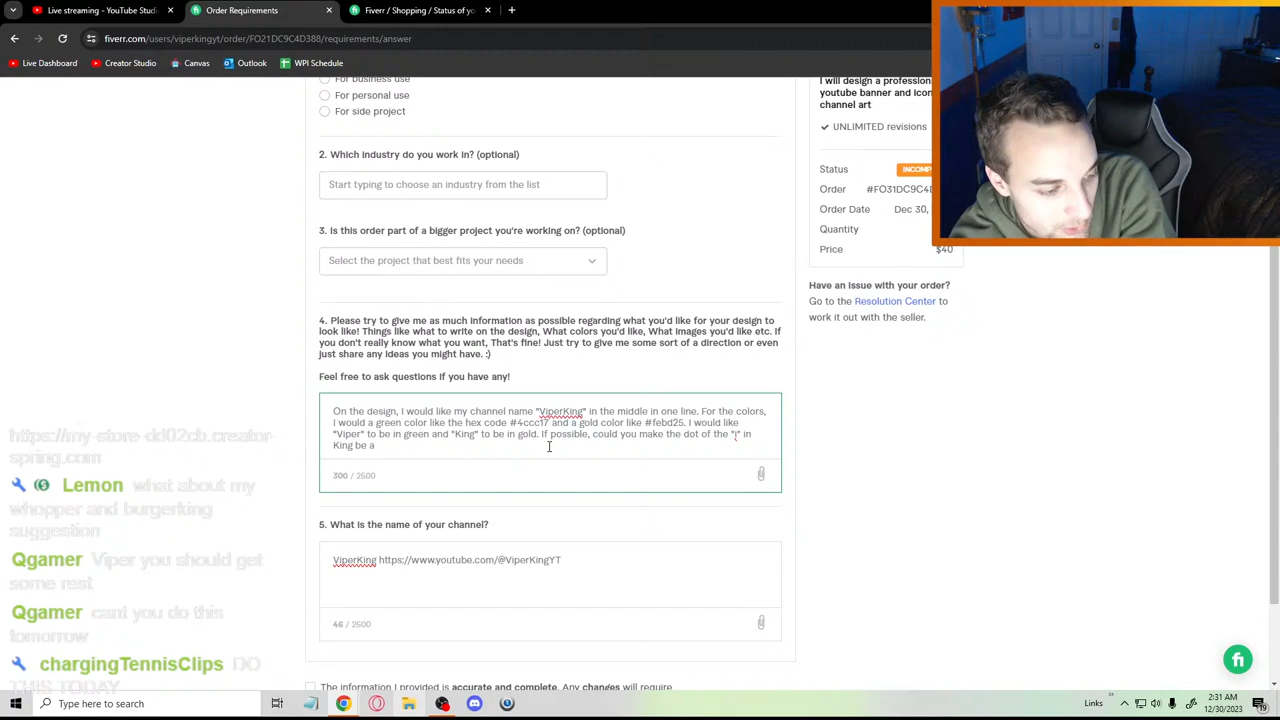 Live streaming - YouTube Studio
Order Requirements
Fiverr / Shopping / Status of yo
fiverr.com/users/viperkingyt/order/FO21DC9C4D388/requirements/answer
Live Dashboard
Creator Studio
Canvas
Outlook
WPI Schedule
For business use
For personal use
For side project
2. Which industry do you work in? (optional)
Start typing to choose an industry from the list
3. Is this order part of a bigger project you're working on? (optional)
Select the project that best fits your needs
4. Please try to give me as much information as possible regarding what you'd like for your design to
look like! Things like what to write on the design, What colors you'd like, What images you'd like etc. If
you don't really know what you want, That's fine! Just try to give me some sort of a direction or even
just share any ideas you might have. :)
Feel free to ask questions if you have any!
On the design, I would like my channel name "ViperKing" in the middle in one line. For the colors,
I would a green color like the hex code #4ccc17 and a gold color like #febd25. I would like
"Viper" to be in green and "King" to be in gold. If possible, could you make the dot of the "i" in
King be a
300 / 2500
5. What is the name of your channel?
ViperKing https://www.youtube.com/@ViperKingYT
46 / 2500
The information I provided is accurate and complete. Any changes will require
I will design a profession
youtube banner and icon
channel art
UNLIMITED revisions
Status
INCOMP
Order
#FO31DC9C4D
Order Date
Dec 30,
Quantity
Price
$40
Have an issue with your order?
Go to the Resolution Center to
work it out with the seller.
fi
https://my-store-dd02cb.creator-
spring.com
Lemon what about my
whopper and burgerking
suggestion
Qgamer Viper you should get
some rest
Qgamer cant you do this
tomorrow
chargingTennisClips DO
THIS TODAY
Type here to search
Links
2:31 AM
12/30/2023
19